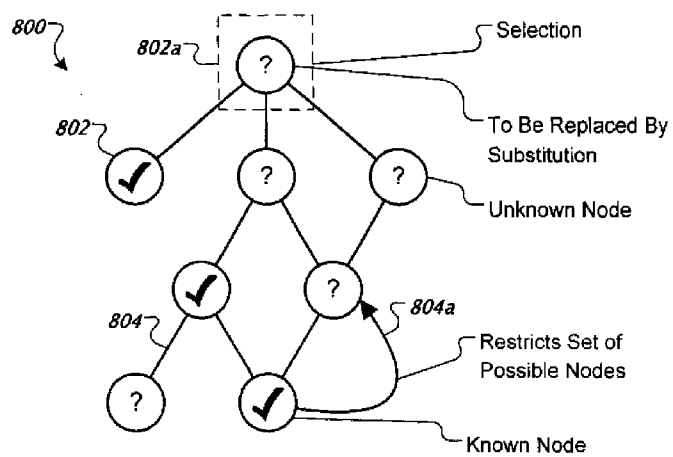 800
802a
?
Selection
802
To Be Replaced By
Substitution
?
?
Unknown Node
?
804
804a
Restricts Set of
Possible Nodes
?
Known Node